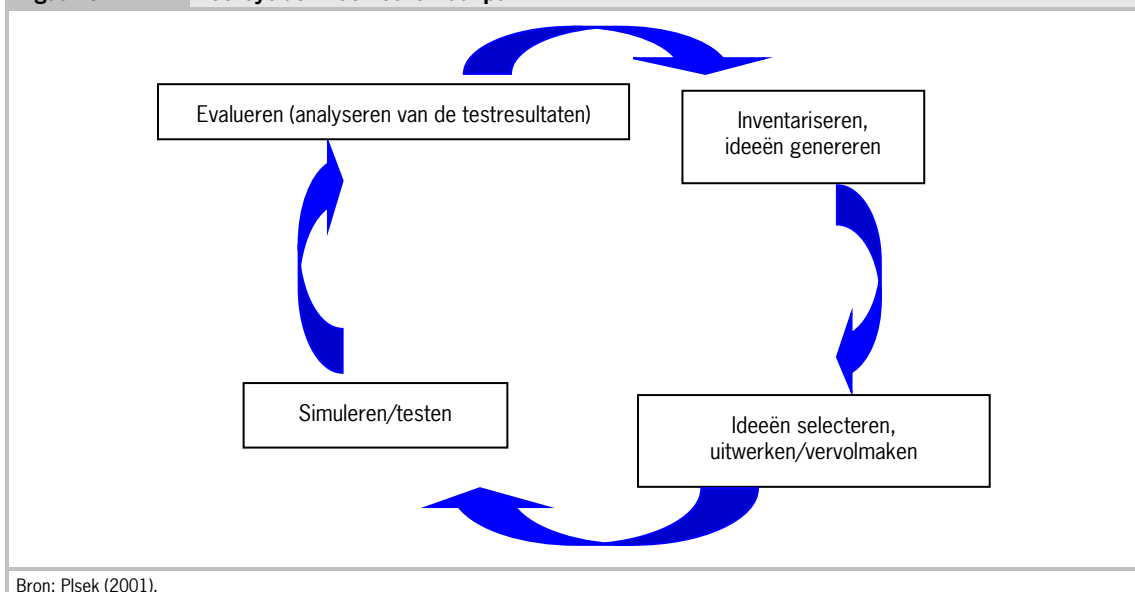 Evalueren (analyseren van de testresultaten)
Inventariseren,
ideeën genereren
Ideeën selecteren,
uitwerken/vervolmaken
Simuleren/testen
Bron: Plsek (2001).